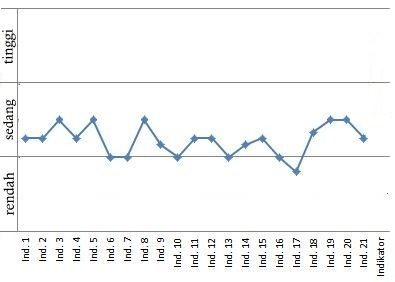 tinggi
sedang
rendah
Ind. 1
Ind. 2
Ind. 3
Ind. 4
Ind. 5
Ind. 6
Ind. 7
Ind. 8
Ind. 9
Ind. 10
Ind. 11
Ind. 12
Ind. 13
Ind. 14
Ind. 15
Ind. 16
Ind. 17
Ind. 18
Ind. 19
Ind. 20
Ind. 21
Indikator